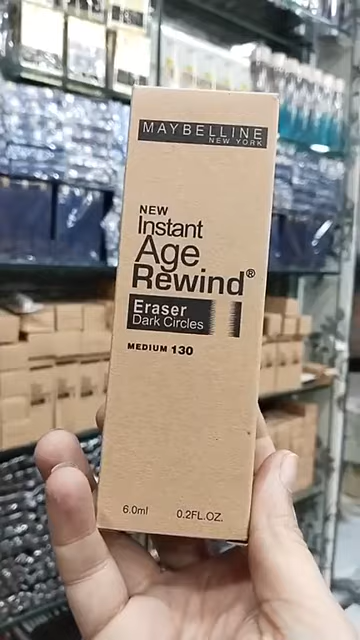 MAYBELLINE
NEW YORK
NEW
Instant
Age
Rewind®
Eraser
Dark Circles
MEDIUM 130
6.0ml 0.2FL.OZ.